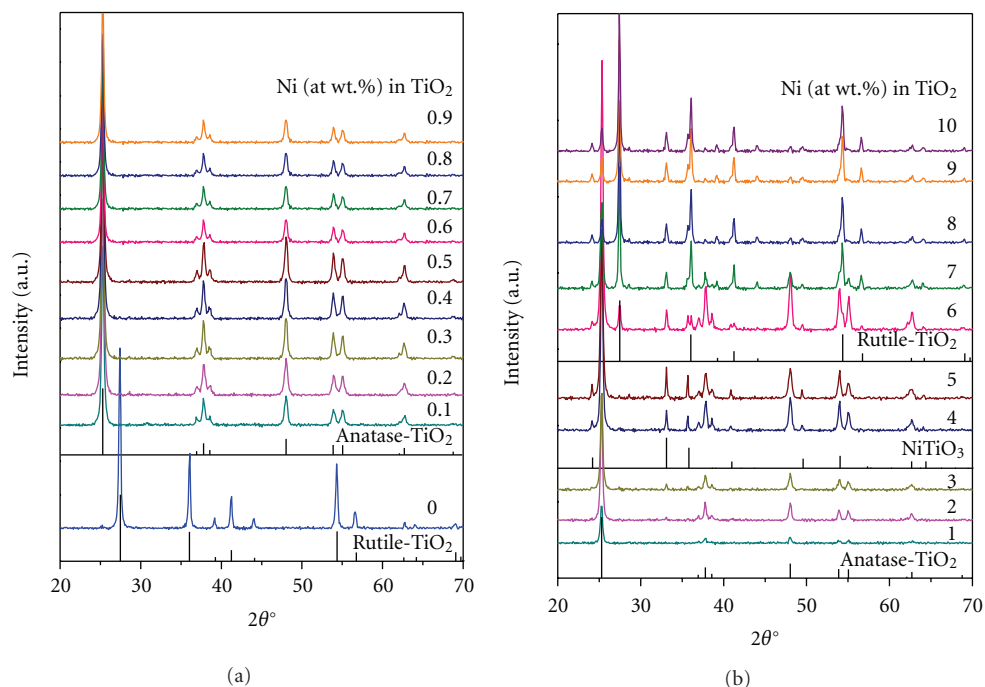 Ni (at wt.%) in TiO₂
0.9
0.8
0.7
0.6
0.5
0.4
0.3
0.2
0.1
Anatase-TiO₂
0
Rutile-TiO₂
Intensity (a.u.)
20 30 40 50 60 70
2θ°
(a)
Ni (at wt.%) in TiO₂
10
9
8
7
6
Rutile-TiO₂
5
4
NiTiO₃
3
2
1
Anatase-TiO₂
Intensity (a.u.)
20 30 40 50 60 70
2θ°
(b)